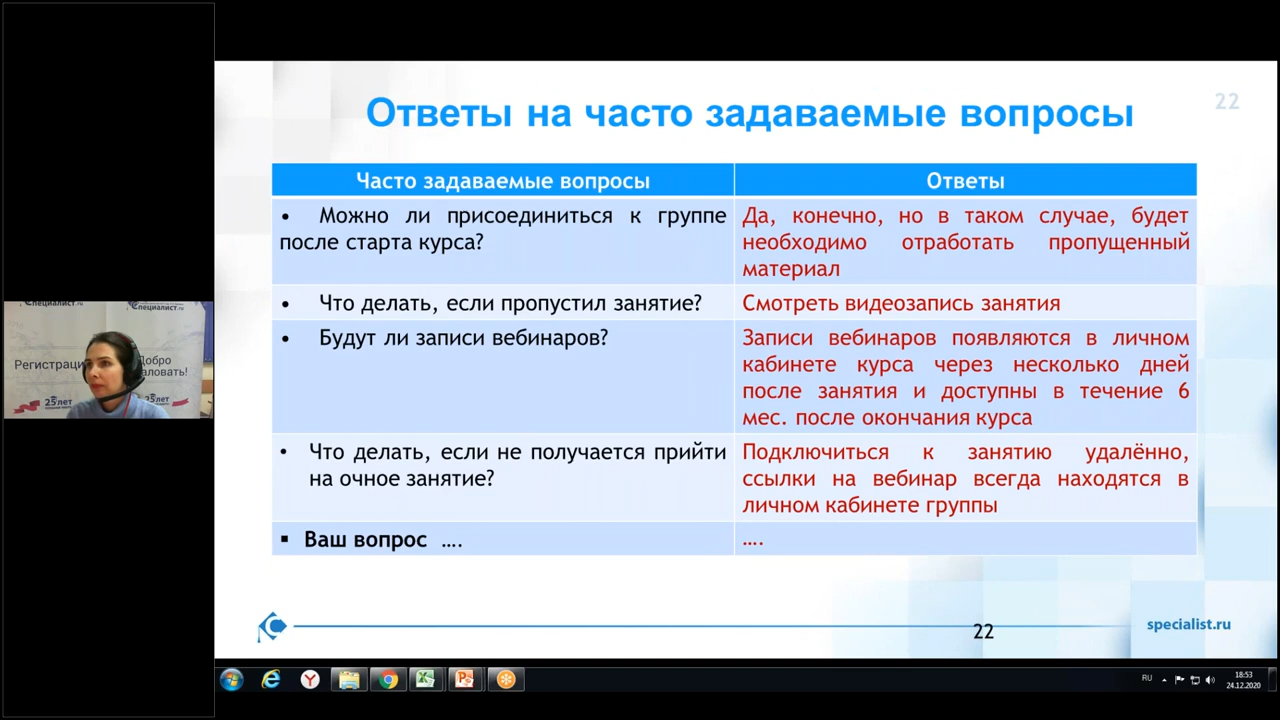 Ответы на часто задаваемые вопросы
22
Часто задаваемые вопросы
Ответы
• Можно ли присоединиться к группе
после старта курса?
Да, конечно, но в таком случае, будет
необходимо отработать пропущенный
материал
• Что делать, если пропустил занятие?
Смотреть видеозапись занятия
• Будут ли записи вебинаров?
Записи вебинаров появляются в личном
кабинете курса через несколько дней
после занятия и доступны в течение 6
мес. после окончания курса
• Что делать, если не получается прийти
на очное занятие?
Подключиться к занятию удалённо,
ссылки на вебинар всегда находятся в
личном кабинете группы
▪ Ваш вопрос ….
….
22
specialist.ru
Регистраци
Добро
аловать!
25 лет
25 лет
RU
18:53
24.12.2020